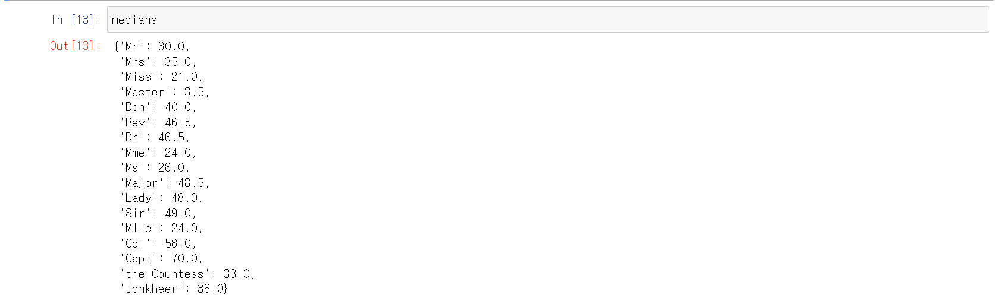 In [13]: medians
Out[13]: {'Mr': 30.0,
'Mrs': 35.0,
'Miss': 21.0,
'Master': 3.5,
'Don': 40.0,
'Rev': 46.5,
'Dr': 46.5,
'Mme': 24.0,
'Ms': 28.0,
'Major': 48.5,
'Lady': 48.0,
'Sir': 49.0,
'Mlle': 24.0,
'Col': 58.0,
'Capt': 70.0,
'the Countess': 33.0,
'Jonkheer': 38.0}